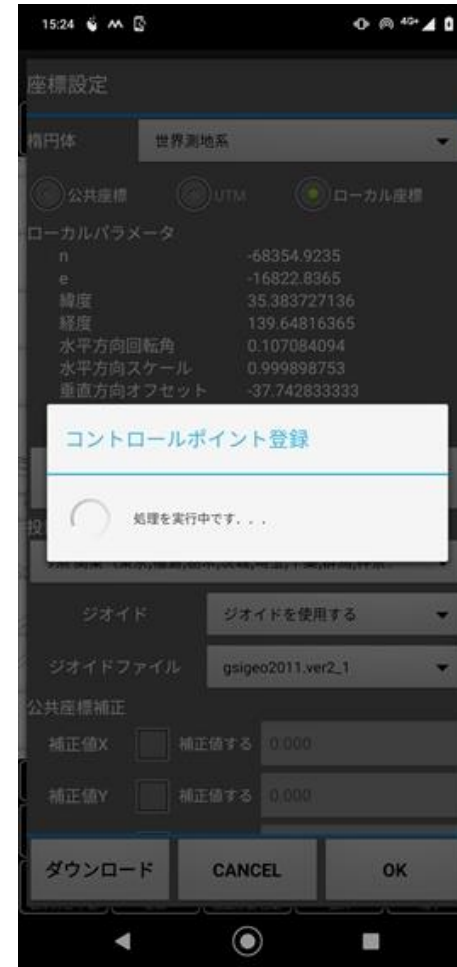 15:24
4G+
座標設定
楕円体 世界測地系
公共座標 UTM ローカル座標
ローカルパラメータ
n -68354.9235
e -16822.8365
緯度 35.383727136
経度 139.64816365
水平方向回転角 0.107084094
水平方向スケール 0.999898753
垂直方向オフセット -37.742833333
コントロールポイント登録
処理を実行中です．．．
ジオイド ジオイドを使用する
ジオイドファイル gsigeo2011.ver2_1
公共座標補正
補正値X 補正値する 0.000
補正値Y 補正値する 0.000
ダウンロード CANCEL OK